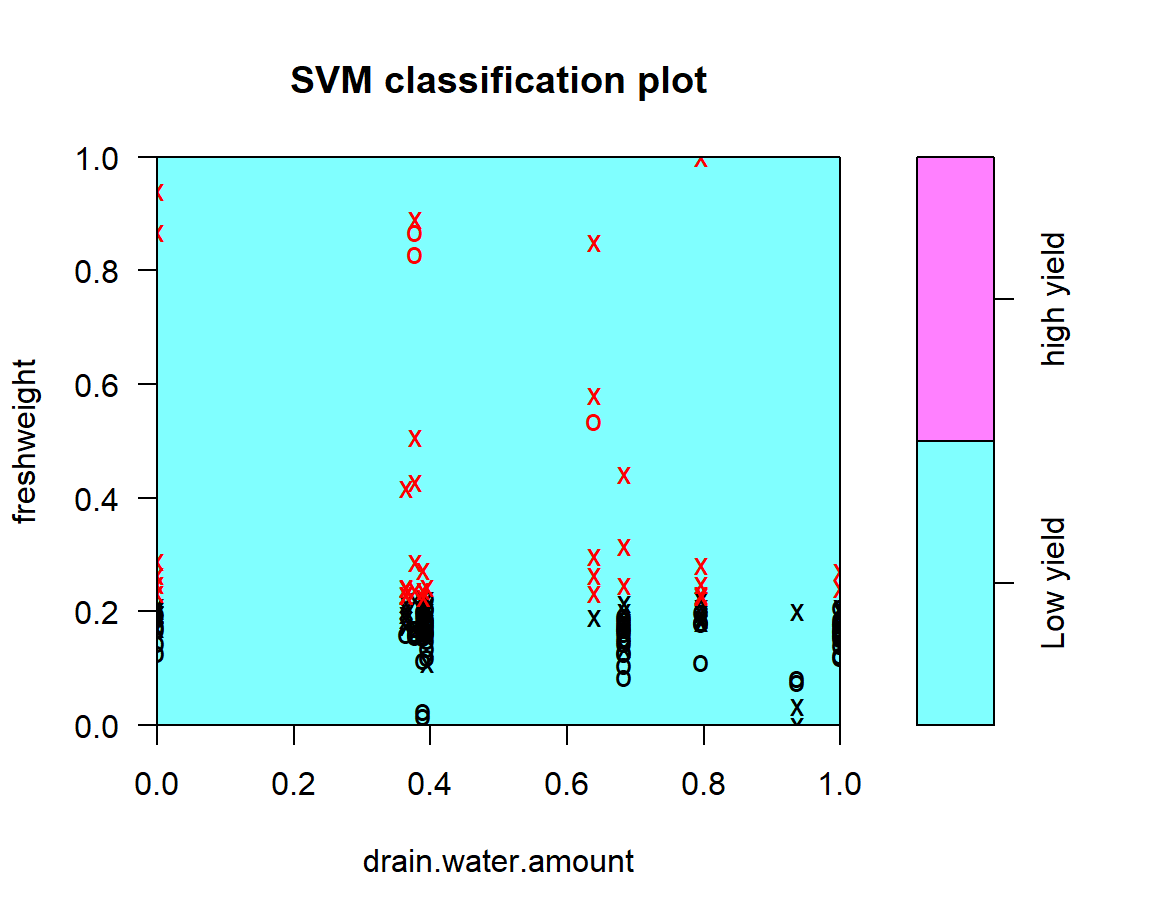 SVM classification plot
1.0
0.8
0.6
0.4
0.2
0.0
freshweight
0.0 0.2 0.4 0.6 0.8 1.0
drain.water.amount
high yield
Low yield